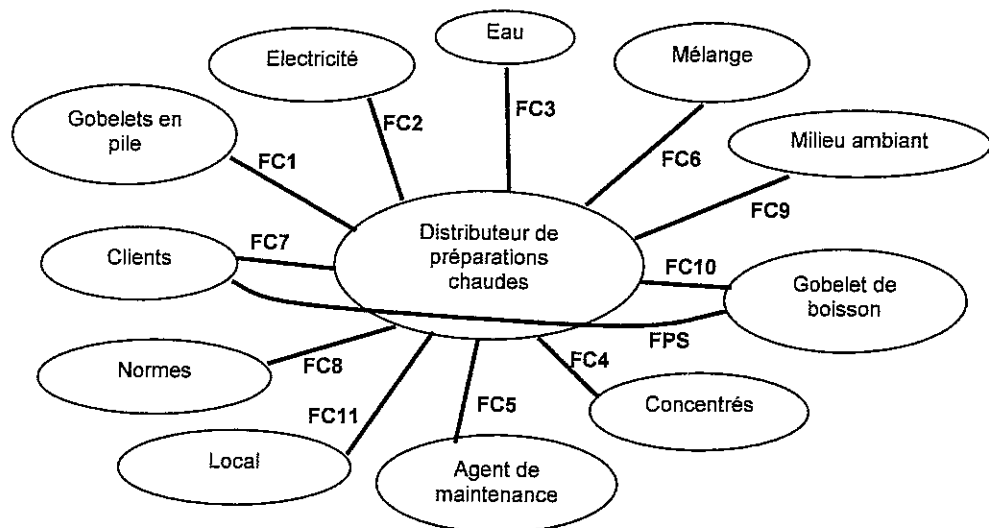 Eau
Electricité
Mélange
FC2
FC3
Gobelets en
pile
FC1
FC6
Milieu ambiant
FC9
Distributeur de
préparations
chaudes
FC7
Clients
FC10
Gobelet de
boisson
FPS
Normes
FC8
FC4
Concentrés
FC11
FC5
Local
Agent de
maintenance